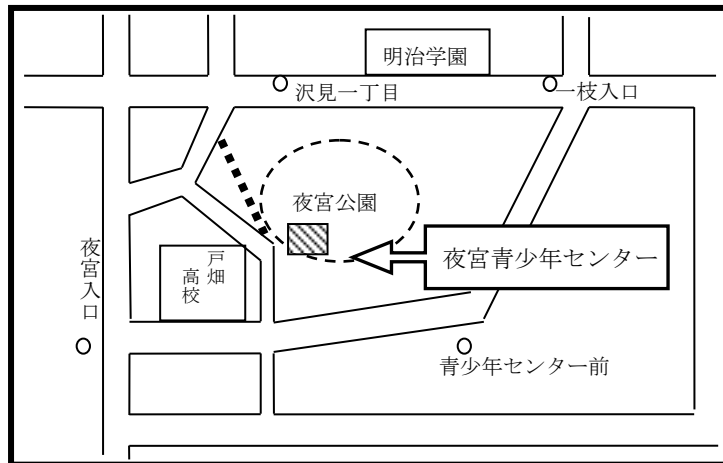 明治学園
沢見一丁目
一枝入口
夜宮公園
夜宮青少年センター
夜宮入口
戸畑
高校
青少年センター前